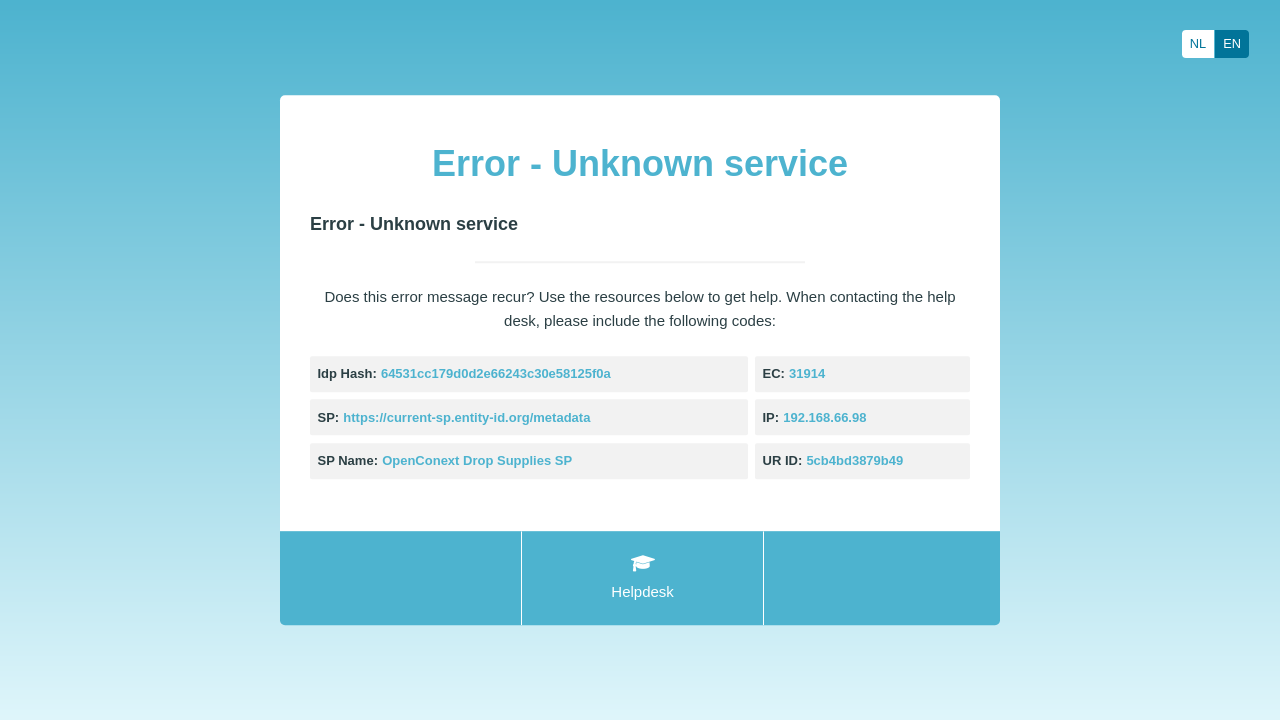 NL EN
Error - Unknown service
Error - Unknown service
Does this error message recur? Use the resources below to get help. When contacting the help
desk, please include the following codes:
Idp Hash: 64531cc179d0d2e66243c30e58125f0a EC: 31914
SP: https://current-sp.entity-id.org/metadata IP: 192.168.66.98
SP Name: OpenConext Drop Supplies SP UR ID: 5cb4bd3879b49
Helpdesk